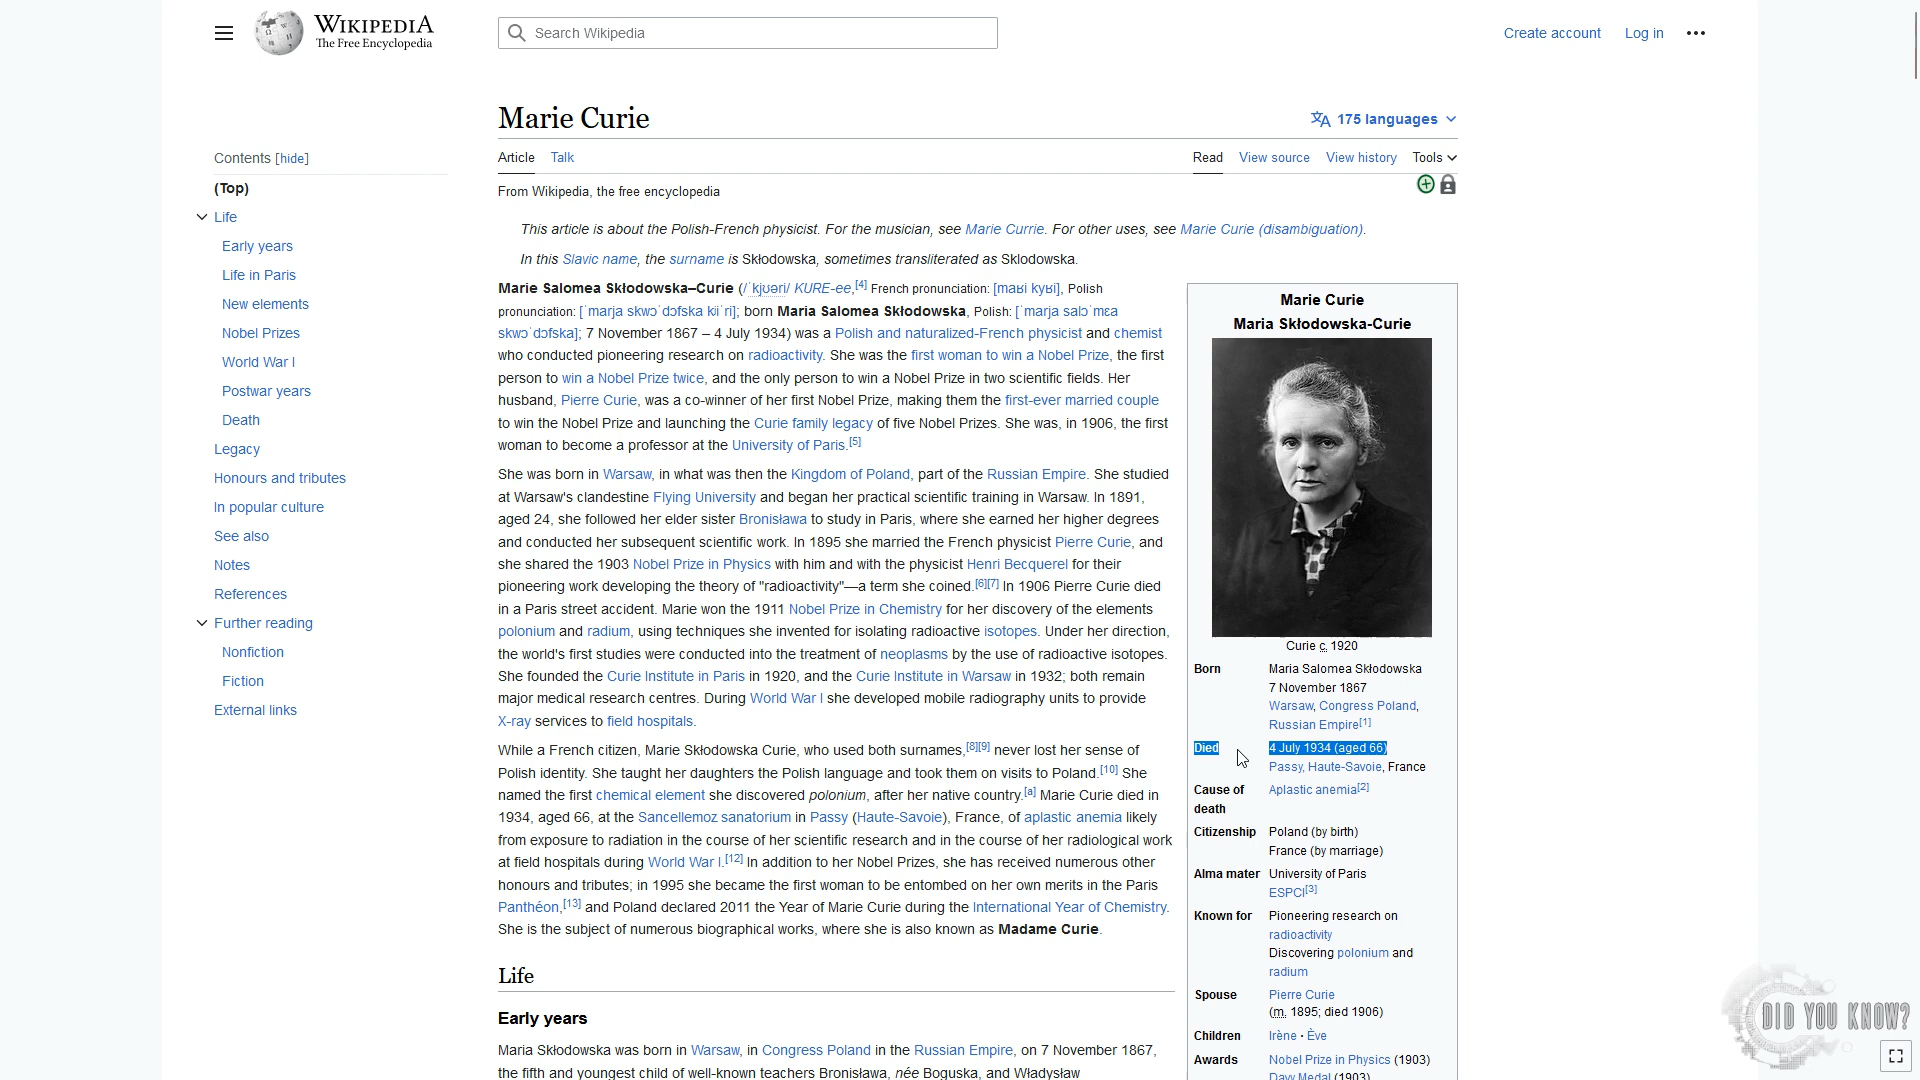 WIKIPEDIA
The Free Encyclopedia
Search Wikipedia
Create account
Log in
Marie Curie
175 languages
Contents [hide]
(Top)
Life
Early years
Life in Paris
New elements
Nobel Prizes
World War I
Postwar years
Death
Legacy
Honours and tributes
In popular culture
See also
Notes
References
Further reading
Nonfiction
Fiction
External links
Article
Talk
Read
View source
View history
Tools
From Wikipedia, the free encyclopedia
This article is about the Polish-French physicist. For the musician, see Marie Currie. For other uses, see Marie Curie (disambiguation).
In this Slavic name, the surname is Skłodowska, sometimes transliterated as Sklodowska.
Marie Salomea Skłodowska–Curie (/ˈkjʊəri/ KURE-ee,[4] French pronunciation: [maʁi kyʁi], Polish
pronunciation: [ˈmarja skwɔˈdɔfska kiˈri]; born Maria Salomea Skłodowska, Polish: [ˈmarja salɔˈmɛa
skwɔˈdɔfska]; 7 November 1867 – 4 July 1934) was a Polish and naturalized-French physicist and chemist
who conducted pioneering research on radioactivity. She was the first woman to win a Nobel Prize, the first
person to win a Nobel Prize twice, and the only person to win a Nobel Prize in two scientific fields. Her
husband, Pierre Curie, was a co-winner of her first Nobel Prize, making them the first-ever married couple
to win the Nobel Prize and launching the Curie family legacy of five Nobel Prizes. She was, in 1906, the first
woman to become a professor at the University of Paris.[5]
She was born in Warsaw, in what was then the Kingdom of Poland, part of the Russian Empire. She studied
at Warsaw's clandestine Flying University and began her practical scientific training in Warsaw. In 1891,
aged 24, she followed her elder sister Bronisława to study in Paris, where she earned her higher degrees
and conducted her subsequent scientific work. In 1895 she married the French physicist Pierre Curie, and
she shared the 1903 Nobel Prize in Physics with him and with the physicist Henri Becquerel for their
pioneering work developing the theory of "radioactivity"—a term she coined.[6][7] In 1906 Pierre Curie died
in a Paris street accident. Marie won the 1911 Nobel Prize in Chemistry for her discovery of the elements
polonium and radium, using techniques she invented for isolating radioactive isotopes. Under her direction,
the world's first studies were conducted into the treatment of neoplasms by the use of radioactive isotopes.
She founded the Curie Institute in Paris in 1920, and the Curie Institute in Warsaw in 1932; both remain
major medical research centres. During World War I she developed mobile radiography units to provide
X-ray services to field hospitals.
While a French citizen, Marie Skłodowska Curie, who used both surnames,[8][9] never lost her sense of
Polish identity. She taught her daughters the Polish language and took them on visits to Poland.[10] She
named the first chemical element she discovered polonium, after her native country.[a] Marie Curie died in
1934, aged 66, at the Sancellemoz sanatorium in Passy (Haute-Savoie), France, of aplastic anemia likely
from exposure to radiation in the course of her scientific research and in the course of her radiological work
at field hospitals during World War I.[12] In addition to her Nobel Prizes, she has received numerous other
honours and tributes; in 1995 she became the first woman to be entombed on her own merits in the Paris
Panthéon,[13] and Poland declared 2011 the Year of Marie Curie during the International Year of Chemistry.
She is the subject of numerous biographical works, where she is also known as Madame Curie.
Life
Early years
Maria Skłodowska was born in Warsaw, in Congress Poland in the Russian Empire, on 7 November 1867,
the fifth and youngest child of well-known teachers Bronisława, née Boguska, and Władysław
Marie Curie
Maria Skłodowska-Curie
Curie c. 1920
Born Maria Salomea Skłodowska
7 November 1867
Warsaw, Congress Poland,
Russian Empire[1]
Died 4 July 1934 (aged 66)
Passy, Haute-Savoie, France
Cause of death Aplastic anemia[2]
Citizenship Poland (by birth)
France (by marriage)
Alma mater University of Paris
ESPCI[3]
Known for Pioneering research on
radioactivity
Discovering polonium and
radium
Spouse Pierre Curie
(m. 1895; died 1906)
Children Irène · Ève
Awards Nobel Prize in Physics (1903)
Davy Medal (1903)
DID YOU KNOW?